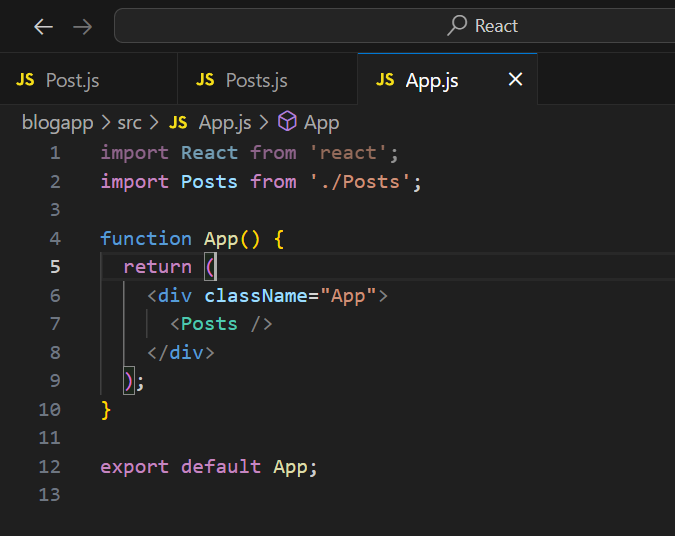 ← → React
JS Post.js JS Posts.js JS App.js ×
blogapp > src > JS App.js > App
1 import React from 'react';
2 import Posts from './Posts';
3
4 function App() {
5   return (
6     <div className="App">
7       <Posts />
8     </div>
9   );
10 }
11
12 export default App;
13